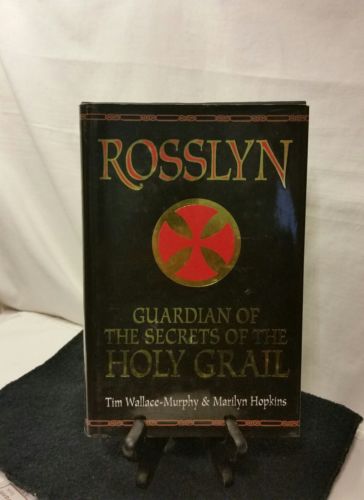 ROSSLYN
GUARDIAN OF
THE SECRETS OF THE
HOLY GRAIL
Tim Wallace-Murphy & Marilyn Hopkins